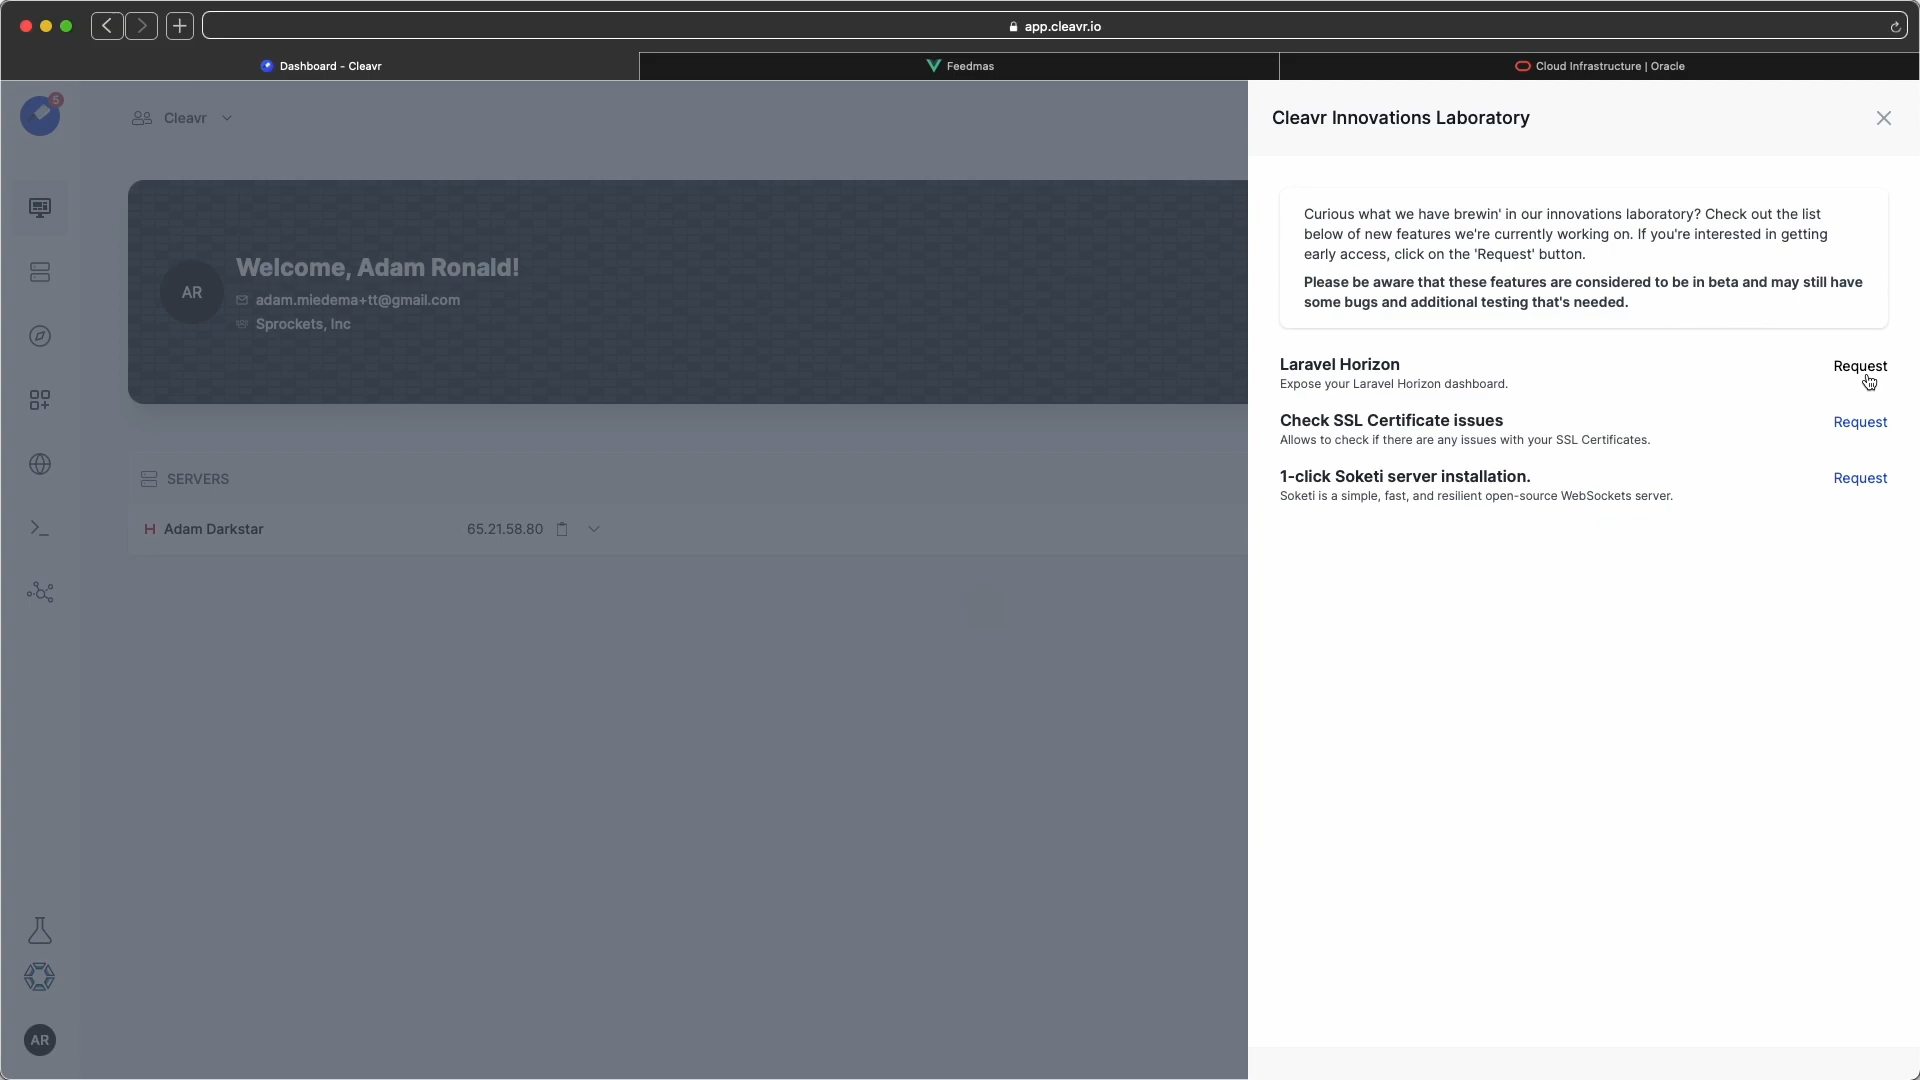 app.cleavr.io
Dashboard - Cleavr
Feedmas
Cloud Infrastructure | Oracle
5
Cleavr
Welcome, Adam Ronald!
AR
adam.miedema+tt@gmail.com
Sprockets, Inc
SERVERS
H Adam Darkstar 65.21.58.80
AR
Cleavr Innovations Laboratory
Curious what we have brewin' in our innovations laboratory? Check out the list
below of new features we're currently working on. If you're interested in getting
early access, click on the 'Request' button.
Please be aware that these features are considered to be in beta and may still have
some bugs and additional testing that's needed.
Laravel Horizon
Request
Expose your Laravel Horizon dashboard.
Check SSL Certificate issues
Request
Allows to check if there are any issues with your SSL Certificates.
1-click Soketi server installation.
Request
Soketi is a simple, fast, and resilient open-source WebSockets server.